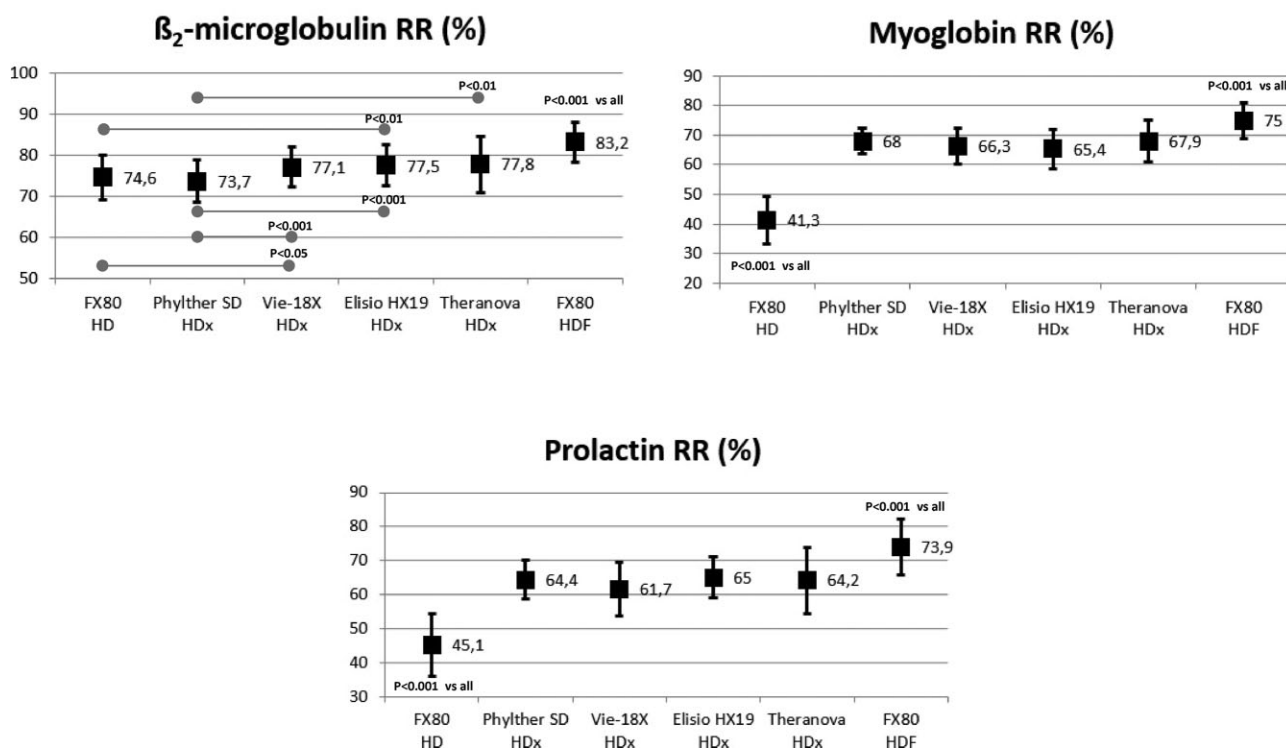 ß₂-microglobulin RR (%)
100
90
80
70
60
50
P<0.01
P<0.01
P<0.001 vs all
74,6
73,7
77,1
77,5
77,8
83,2
P<0.001
P<0.001
P<0.05
FX80 HD
Phylther SD HDx
Vie-18X HDx
Elisio HX19 HDx
Theranova HDx
FX80 HDF
Myoglobin RR (%)
90
80
70
60
50
40
30
20
P<0.001 vs all
41,3
68
66,3
65,4
67,9
75
P<0.001 vs all
FX80 HD
Phylther SD HDx
Vie-18X HDx
Elisio HX19 HDx
Theranova HDx
FX80 HDF
Prolactin RR (%)
90
80
70
60
50
40
30
P<0.001 vs all
45,1
64,4
61,7
65
64,2
73,9
P<0.001 vs all
FX80 HD
Phylther SD HDx
Vie-18X HDx
Elisio HX19 HDx
Theranova HDx
FX80 HDF